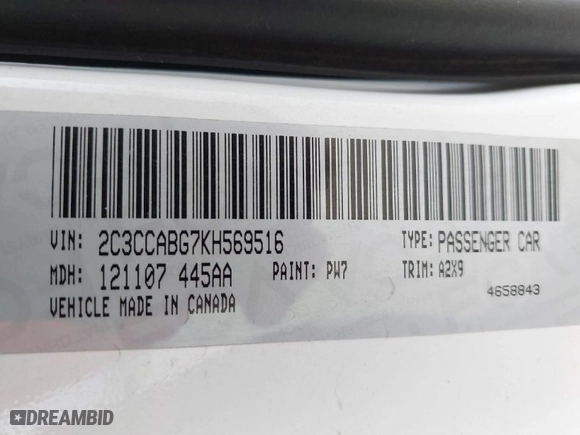 VIN: 2C3CCABG7KH569516 TYPE: PASSENGER CAR
MDH: 121107 445AA PAINT: PW7 TRIM: A2X9
VEHICLE MADE IN CANADA 4658843
DREAMBID